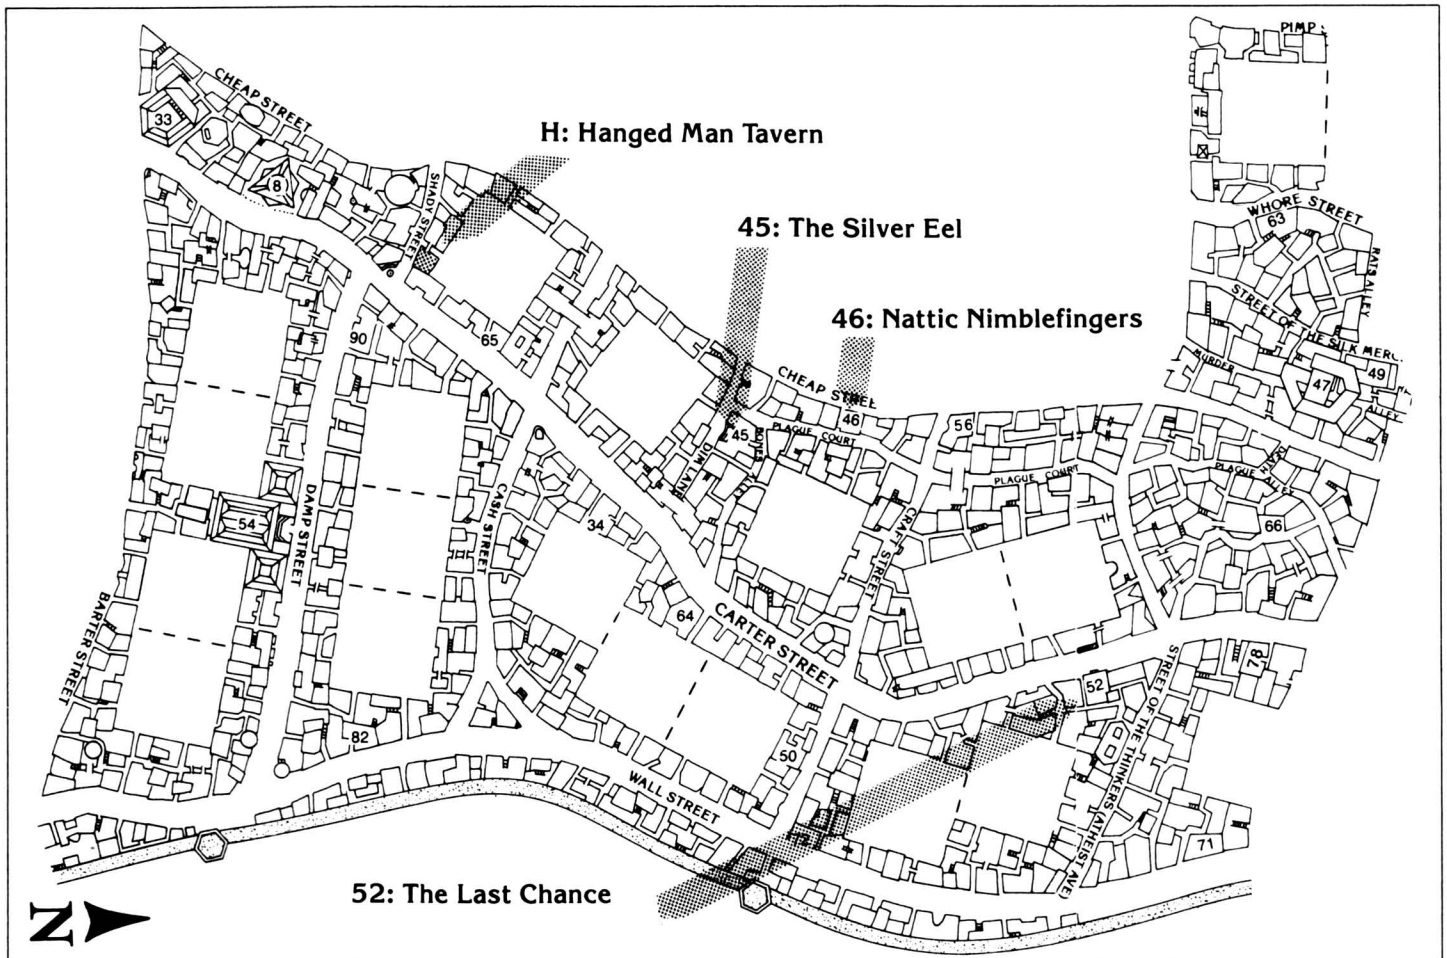 PIMP
CHEAP STREET
33
H: Hanged Man Tavern
8
SHADY STREET
WHORE STREET
63
45: The Silver Eel
RATS ALLEY
STREET OF THE SILK MERC
46: Nattic Nimblefingers
90
65
MURDER
49
47
ALLEY
CHEAP STREET
46
56
PLAGUE COURT
45
BONES
ALLEY
DIM LANE
PLAGUE COURT
DEATH
PLAGUE ALLEY
66
54
DAMP STREET
CASH STREET
34
CRAFT STREET
BARTER STREET
64
CARTER STREET
78
52
STREET OF THE THINKERS (ATHEIST AVE)
82
50
WALL STREET
71
52: The Last Chance
N